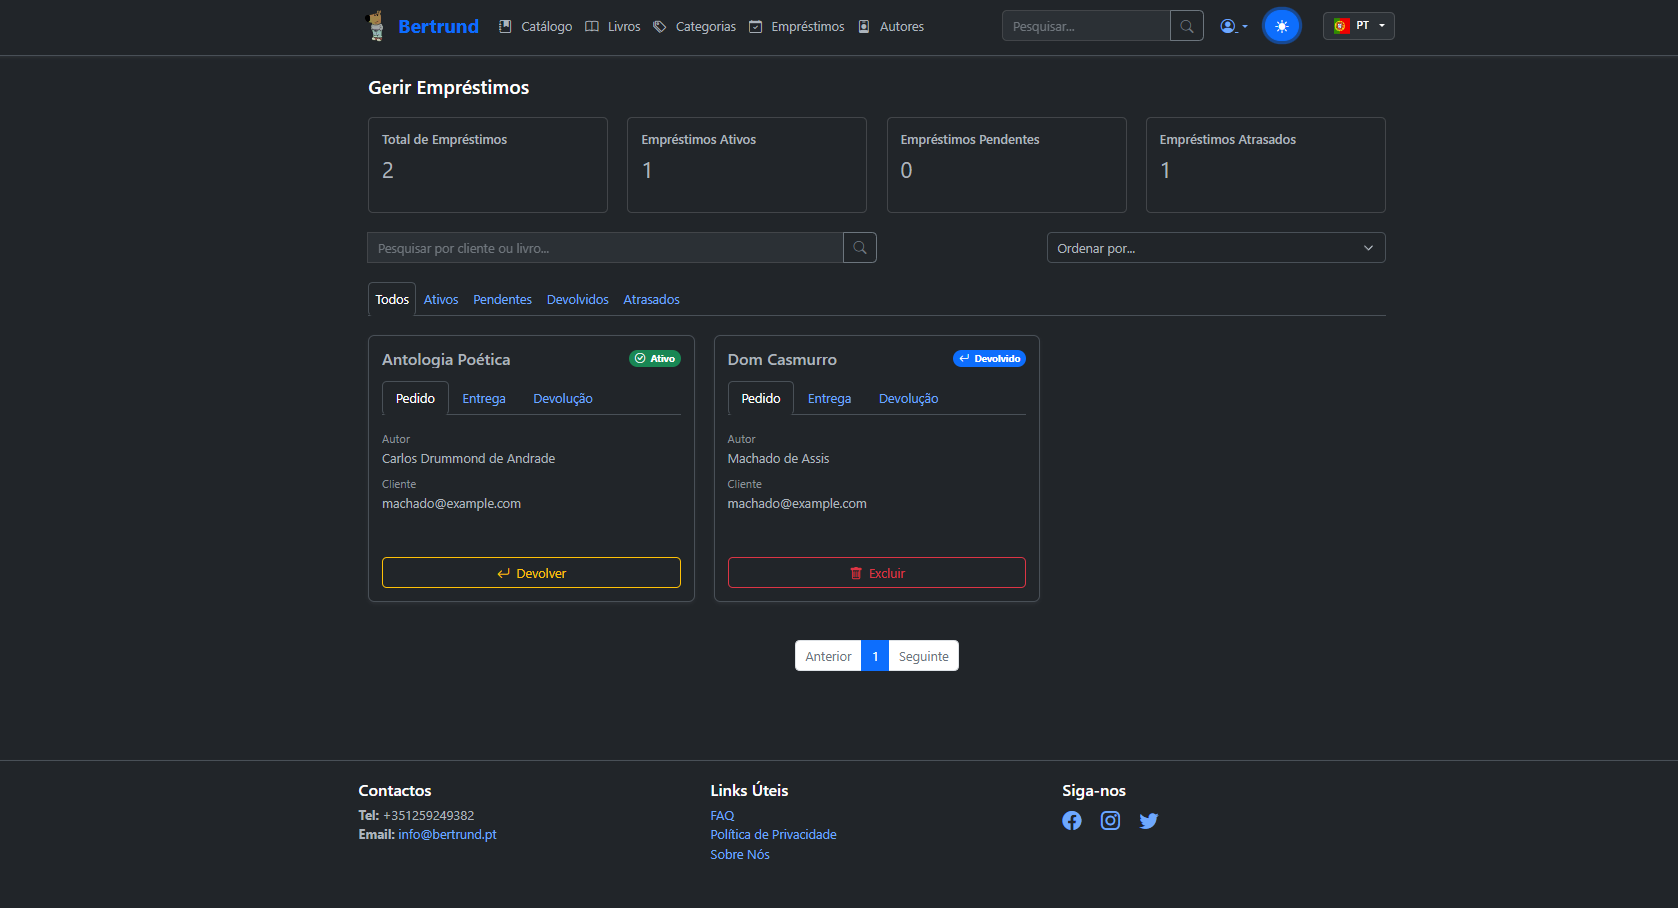 Bertrund Catálogo Livros Categorias Empréstimos Autores Pesquisar... PT
Gerir Empréstimos
Total de Empréstimos
2
Empréstimos Ativos
1
Empréstimos Pendentes
0
Empréstimos Atrasados
1
Pesquisar por cliente ou livro...
Ordenar por...
Todos Ativos Pendentes Devolvidos Atrasados
Antologia Poética Ativo
Pedido Entrega Devolução
Autor
Carlos Drummond de Andrade
Cliente
machado@example.com
Devolver
Dom Casmurro Devolvido
Pedido Entrega Devolução
Autor
Machado de Assis
Cliente
machado@example.com
Excluir
Anterior 1 Seguinte
Contactos
Tel: +351259249382
Email: info@bertrund.pt
Links Úteis
FAQ
Política de Privacidade
Sobre Nós
Siga-nos